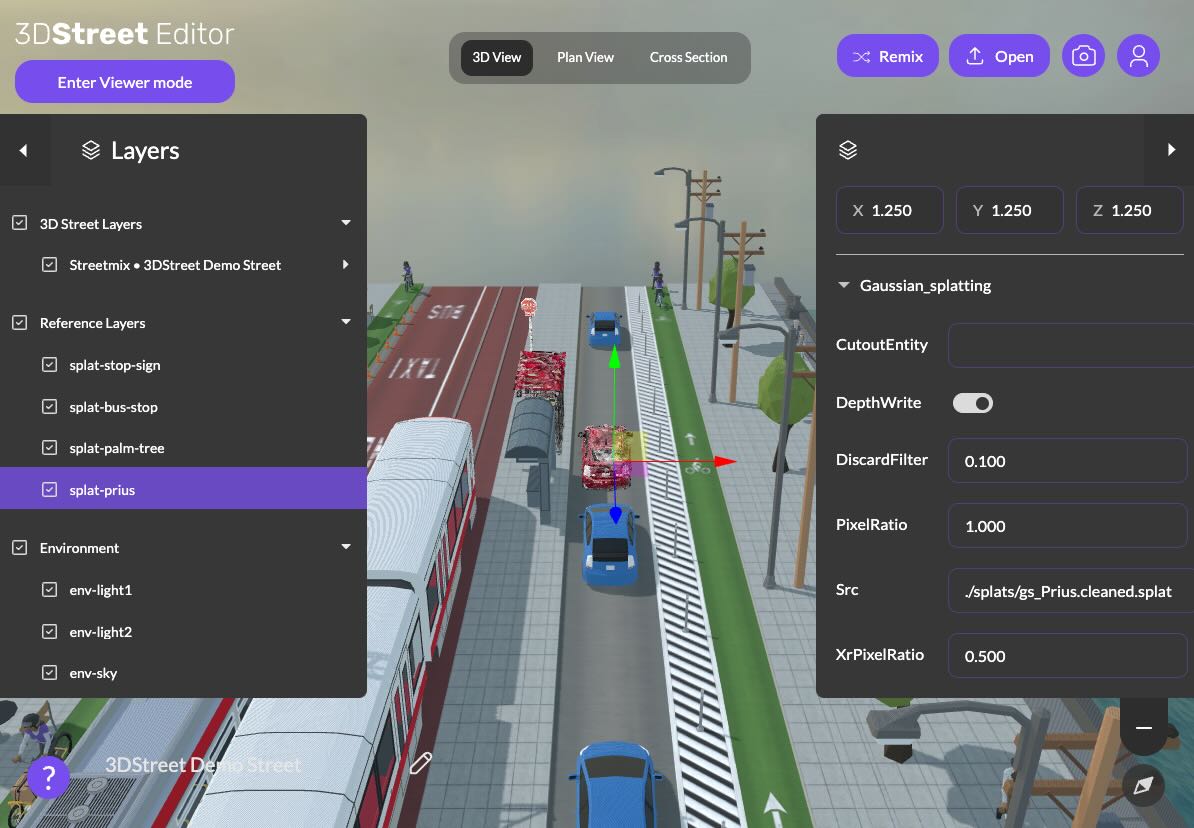 3DStreet Editor
Enter Viewer mode
3D View
Plan View
Cross Section
Remix
Open
Layers
3D Street Layers
Streetmix • 3DStreet Demo Street
Reference Layers
splat-stop-sign
splat-bus-stop
splat-palm-tree
splat-prius
Environment
env-light1
env-light2
env-sky
BUS
TAXI
STOP
X 1.250
Y 1.250
Z 1.250
Gaussian_splatting
CutoutEntity
DepthWrite
DiscardFilter 0.100
PixelRatio 1.000
Src ./splats/gs_Prius.cleaned.splat
XrPixelRatio 0.500
?
3DStreet Demo Street